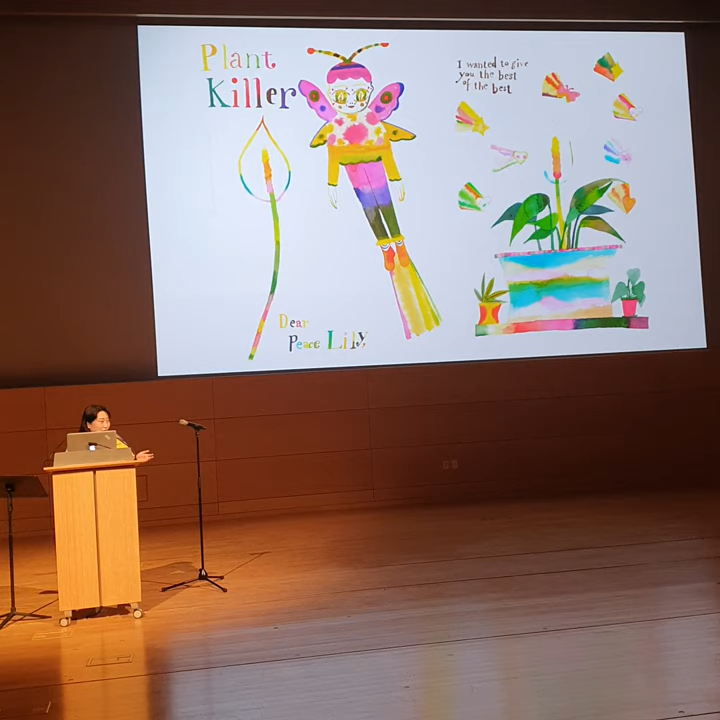 Plant
Killer
Dear
Peace Lily,
I wanted to give
you the best
of the best